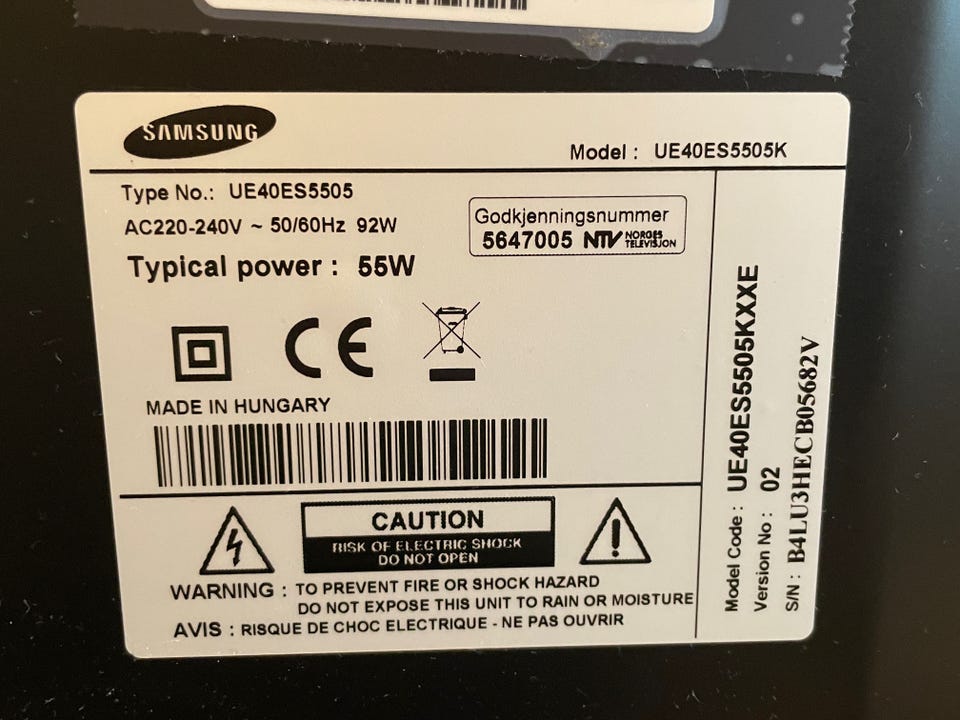 SAMSUNG
Model : UE40ES5505K
Type No.: UE40ES5505
AC220-240V ~ 50/60Hz 92W
Typical power : 55W
Godkjenningsnummer
5647005 NTV NORGES TELEVISJON
CE
MADE IN HUNGARY
CAUTION
RISK OF ELECTRIC SHOCK
DO NOT OPEN
WARNING : TO PREVENT FIRE OR SHOCK HAZARD
DO NOT EXPOSE THIS UNIT TO RAIN OR MOISTURE
AVIS : RISQUE DE CHOC ELECTRIQUE - NE PAS OUVRIR
Model Code : UE40ES5505KXXE
Version No : 02
S/N : B4LU3HECB05682V